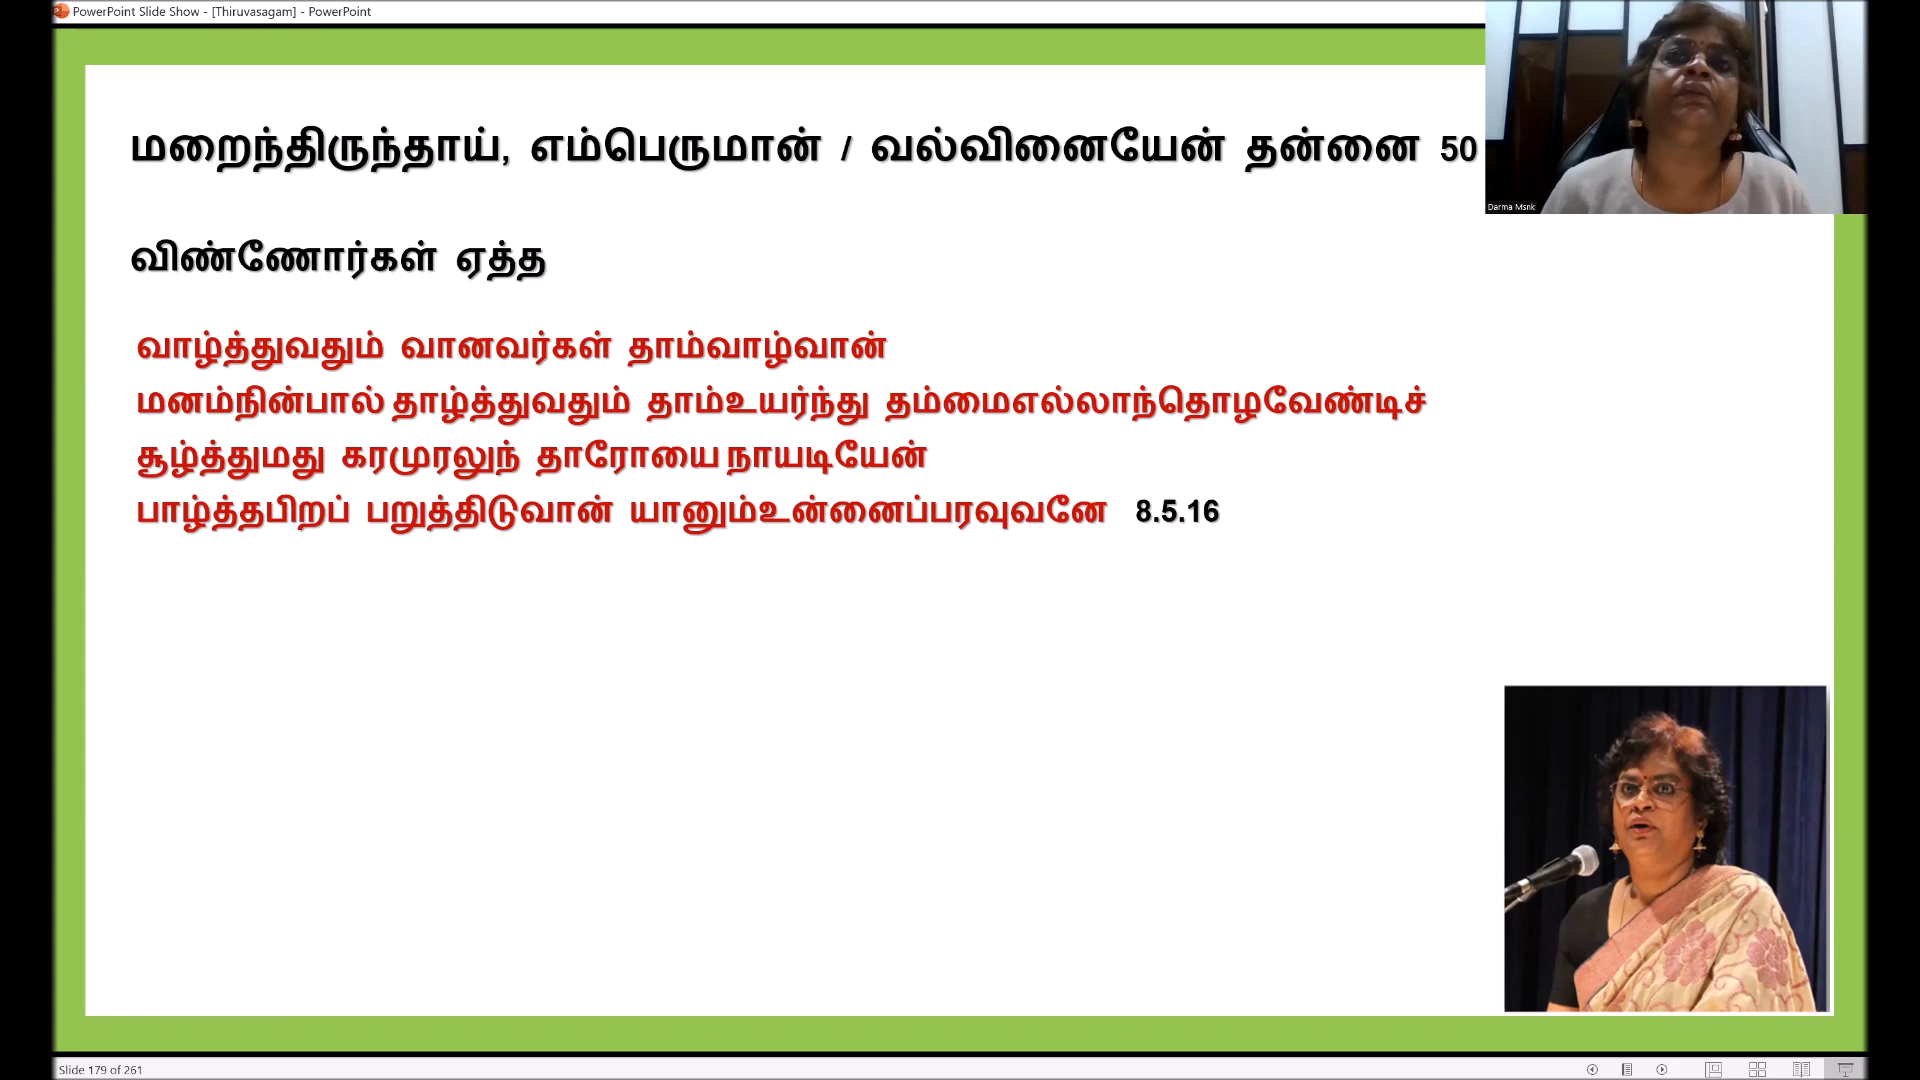 PowerPoint Slide Show - [Thiruvasagam] - PowerPoint
மறைந்திருந்தாய், எம்பெருமான் / வல்வினையேன் தன்னை 50
விண்ணோர்கள் ஏத்த
வாழ்த்துவதும் வானவர்கள் தாம்வாழ்வான்
மனம்நின்பால் தாழ்த்துவதும் தாம்உயர்ந்து தம்மைஎல்லாந்தொழவேண்டிச்
சூழ்த்துமது கரமுரலுந் தாரோயை நாயடியேன்
பாழ்த்தபிறப் பறுத்திடுவான் யானும்உன்னைப்பரவுவனே 8.5.16
Darma Msnk
Slide 179 of 261